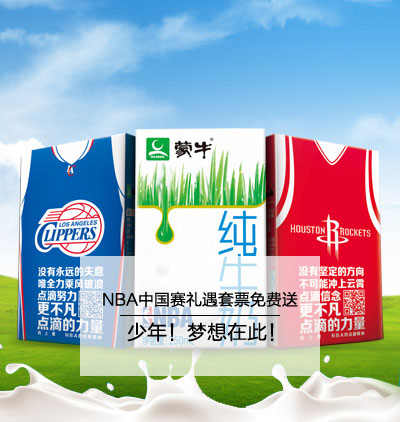 蒙牛
纯牛奶
NBA
LOS ANGELES
CLIPPERS
没有永远的失意
唯全力乘风破浪
点滴努力
更不凡
点滴的力量
HOUSTON ROCKETS
没有坚定的方向
不可能冲上云霄
点滴信念
更不凡
点滴的力量
NBA中国赛礼遇套票免费送
少年！梦想在此！